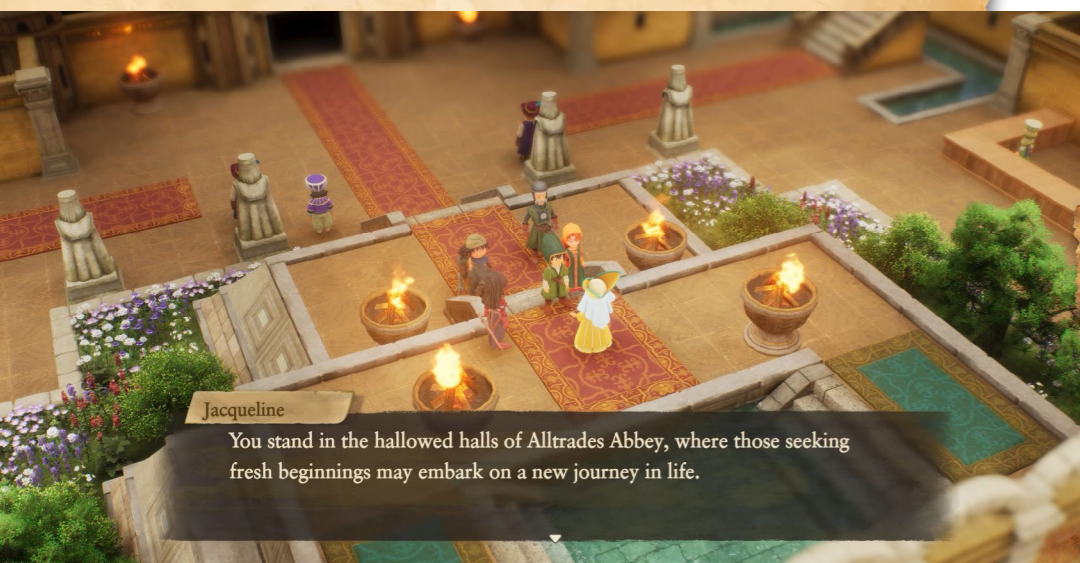 Jacqueline
You stand in the hallowed halls of Alltrades Abbey, where those seeking
fresh beginnings may embark on a new journey in life.